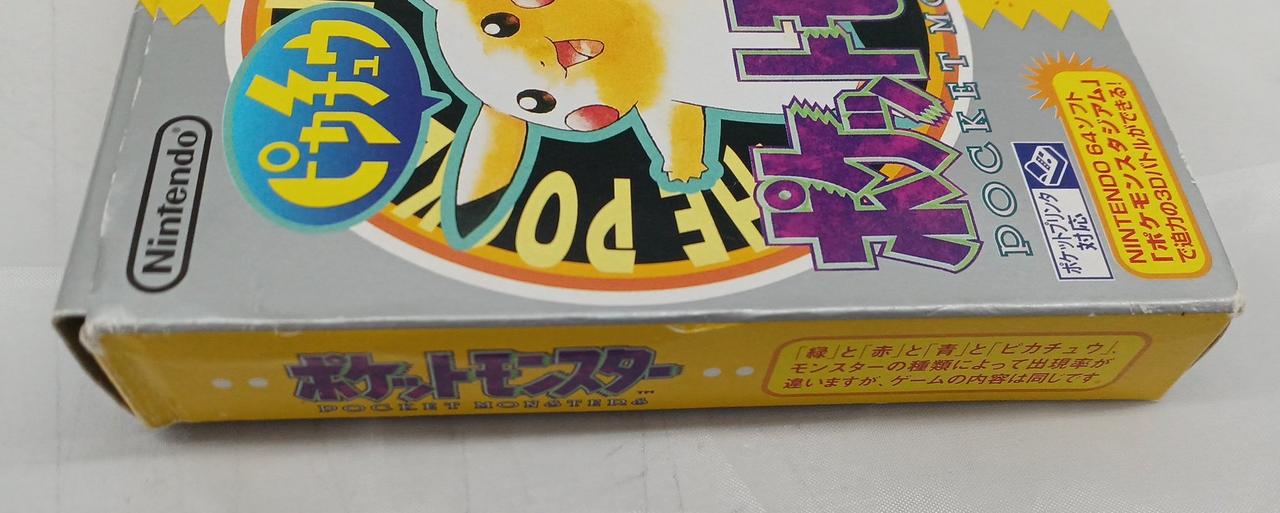 Nintendo®
ピカチュウ
THE POCK
ポケットモ
POCKET MO
ポケットプリンタ
対応
NINTENDO 64ソフト
「ポケモンスタジアム」
で迫力の3Dバトルができる!
ポケットモンスター™
POCKET MONSTERS
「緑」と「赤」と「青」と「ピカチュウ」、
モンスターの種類によって出現率が
違いますが、ゲームの内容は同じです。